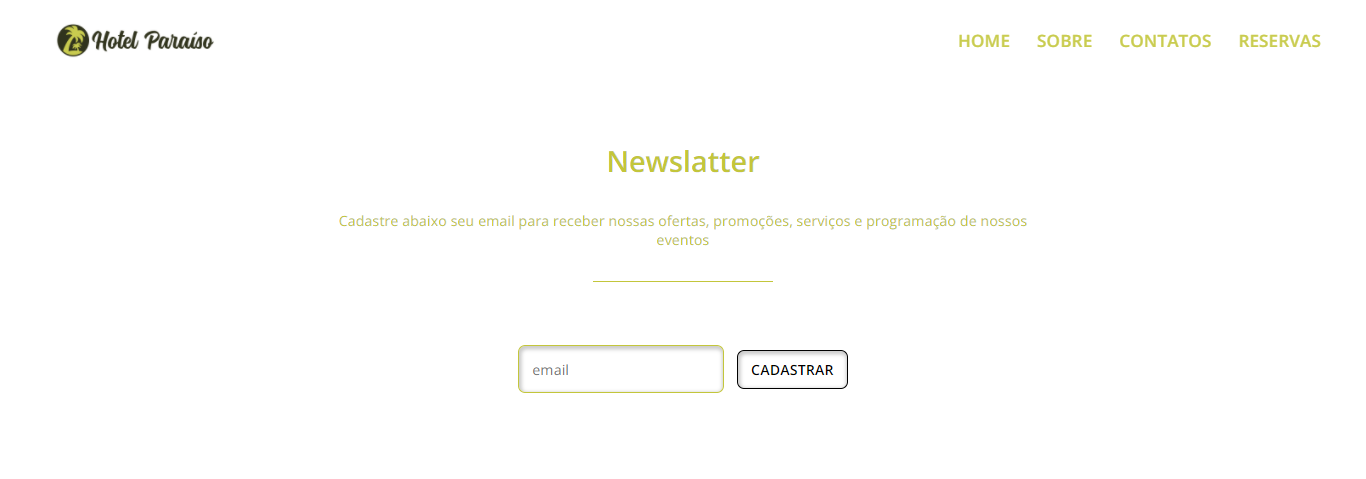 Hotel Paraíso
HOME SOBRE CONTATOS RESERVAS
Newslatter
Cadastre abaixo seu email para receber nossas ofertas, promoções, serviços e programação de nossos
eventos
email
CADASTRAR